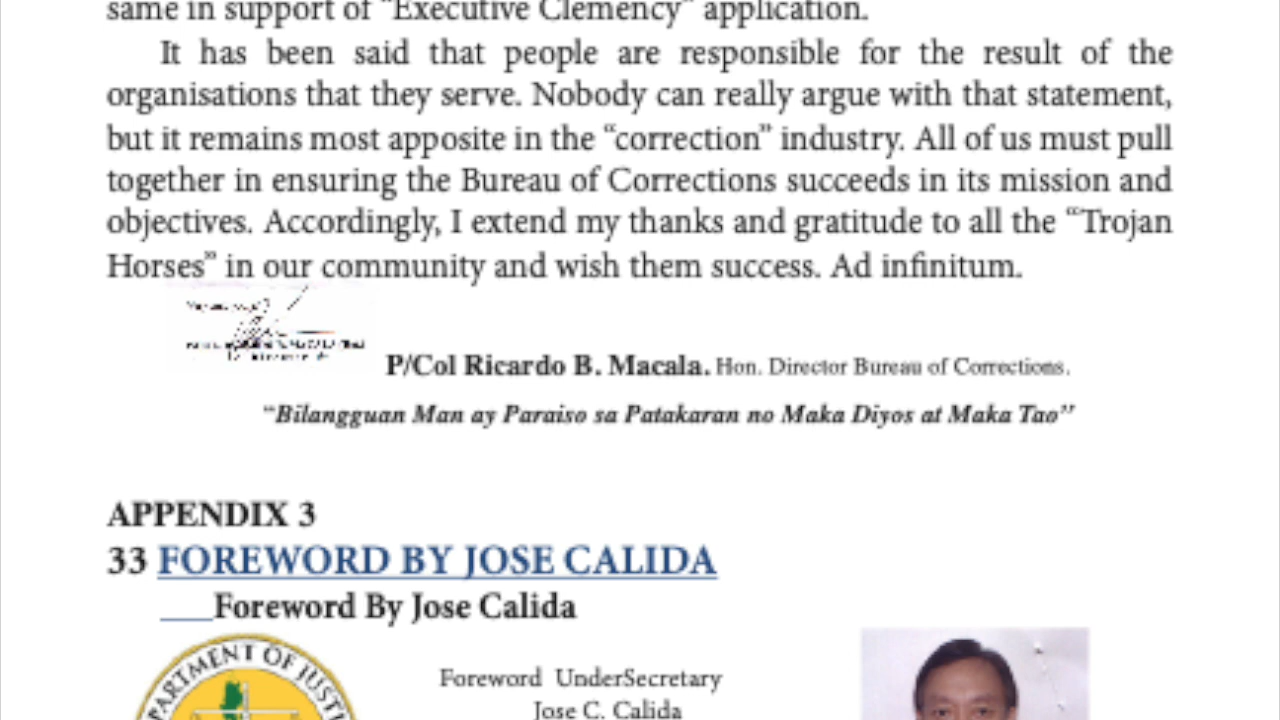 same in support of “Executive Clemency” application.
It has been said that people are responsible for the result of the
organisations that they serve. Nobody can really argue with that statement,
but it remains most apposite in the “correction” industry. All of us must pull
together in ensuring the Bureau of Corrections succeeds in its mission and
objectives. Accordingly, I extend my thanks and gratitude to all the “Trojan
Horses” in our community and wish them success. Ad infinitum.
P/Col Ricardo B. Macala. Hon. Director Bureau of Corrections.
“Bilangguan Man ay Paraiso sa Patakaran no Maka Diyos at Maka Tao”
APPENDIX 3
33 FOREWORD BY JOSE CALIDA
Foreword By Jose Calida
Foreword UnderSecretary
Jose C. Calida
PARTMENT OF JUSTI